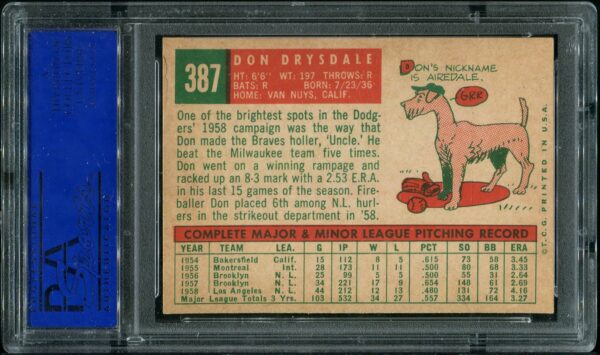 387
DON DRYSDALE
HT: 6'6" WT: 197 THROWS: R
BATS: R BORN: 7/23/36
HOME: VAN NUYS, CALIF.
One of the brightest spots in the Dodg-
ers' 1958 campaign was the way that
Don made the Braves holler, 'Uncle.' He
beat the Milwaukee team five times.
Don went on a winning rampage and
racked up an 8-3 mark with a 2.53 E.R.A.
in his last 15 games of the season. Fire-
baller Don placed 6th among N.L. hurl-
ers in the strikeout department in '58.
DON'S NICKNAME
IS AIREDALE.
GRR
© T.C.G. PRINTED IN U.S.A.
COMPLETE MAJOR & MINOR LEAGUE PITCHING RECORD
YEAR TEAM LEA. G IP W L PCT SO BB ERA
1954 Bakersfield Calif. 15 112 8 5 .615 73 58 3.45
1955 Montreal Int. 28 173 11 11 .500 80 68 3.33
1956 Brooklyn N.L. 25 99 5 5 .500 55 31 2.64
1957 Brooklyn N.L. 34 221 17 9 .654 148 61 2.69
1958 Los Angeles N.L. 44 212 12 13 .480 131 72 4.16
Major League Totals 3 Yrs. 103 532 34 27 .557 334 164 3.27
PSA